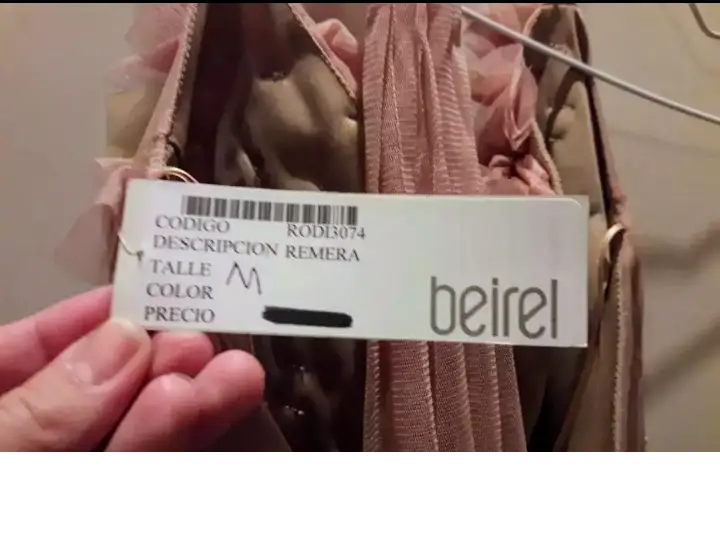 CODIGO RODI3074
DESCRIPCION REMERA
TALLE M
COLOR
PRECIO
beirel